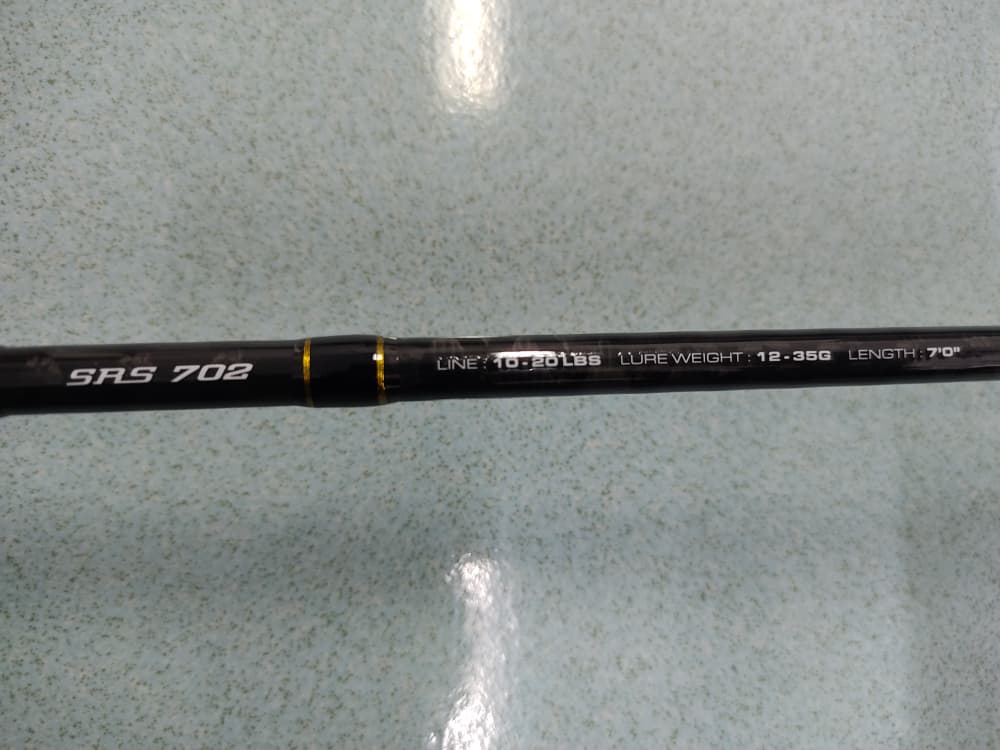 SRS 702
LINE : 10-20 LBS LURE WEIGHT : 12-35G LENGTH : 7'0"